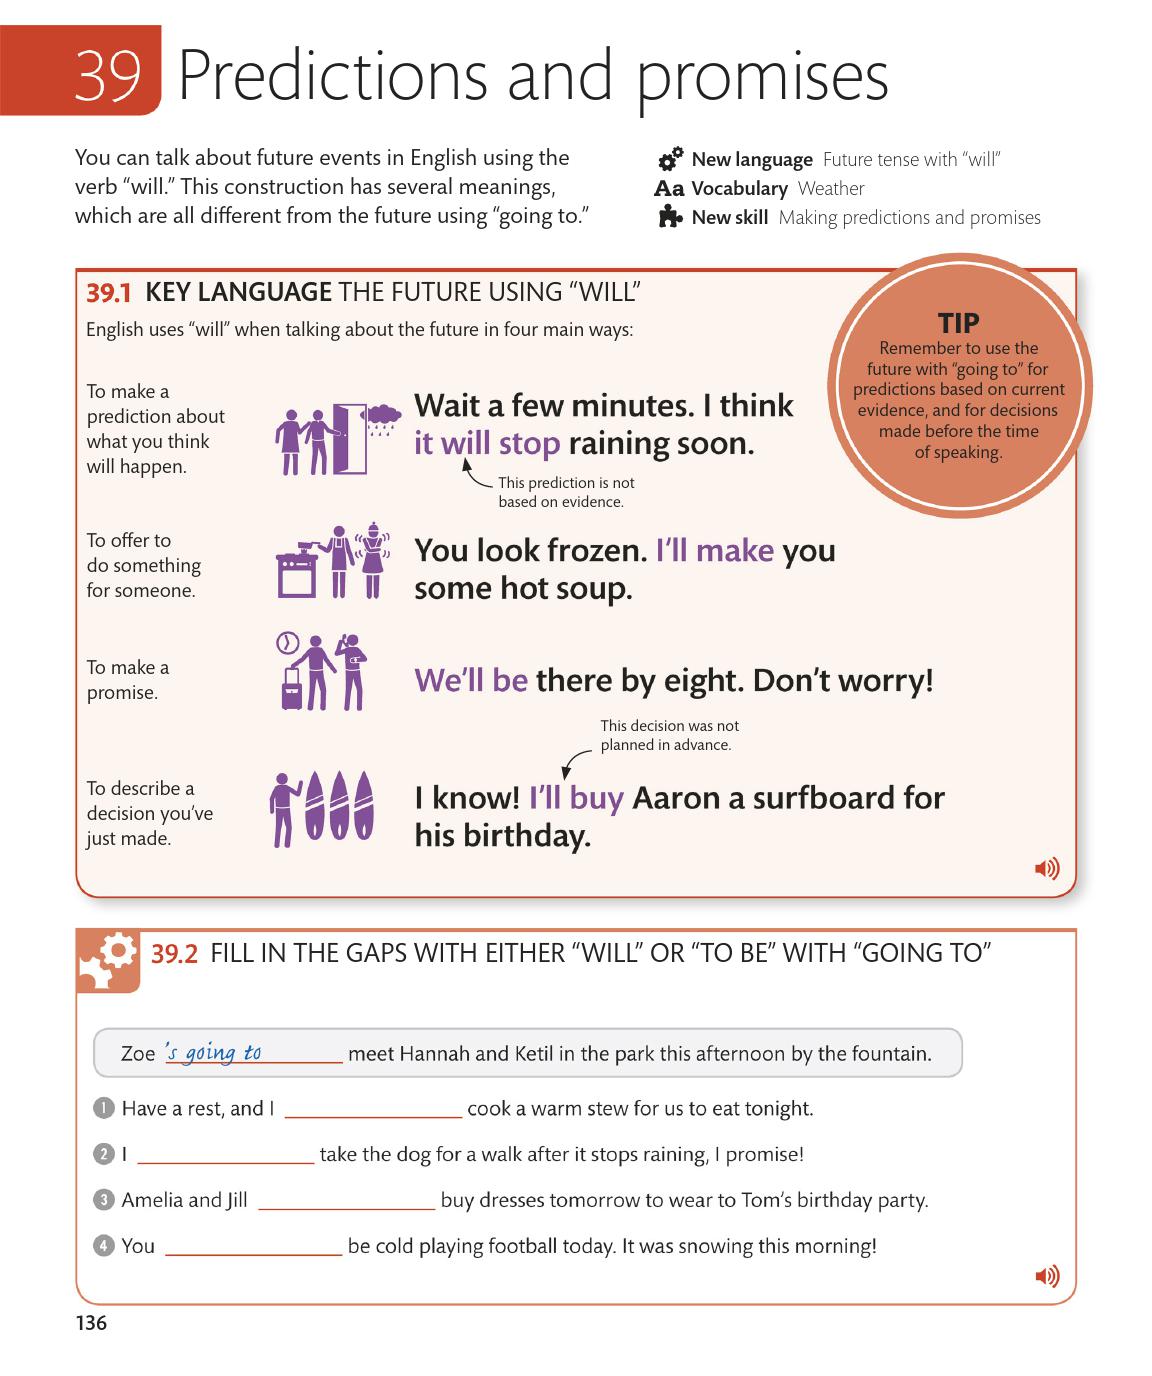 39 Predictions and promises
You can talk about future events in English using the
verb “will.” This construction has several meanings,
which are all different from the future using “going to.”
New language Future tense with “will”
Aa Vocabulary Weather
New skill Making predictions and promises
39.1 KEY LANGUAGE THE FUTURE USING “WILL”
English uses “will” when talking about the future in four main ways:
TIP
Remember to use the
future with “going to” for
predictions based on current
evidence, and for decisions
made before the time
of speaking.
To make a
prediction about
what you think
will happen.
Wait a few minutes. I think
it will stop raining soon.
This prediction is not
based on evidence.
To offer to
do something
for someone.
You look frozen. I’ll make you
some hot soup.
To make a
promise.
We’ll be there by eight. Don’t worry!
This decision was not
planned in advance.
To describe a
decision you’ve
just made.
I know! I’ll buy Aaron a surfboard for
his birthday.
39.2 FILL IN THE GAPS WITH EITHER “WILL” OR “TO BE” WITH “GOING TO”
Zoe ’s going to meet Hannah and Ketil in the park this afternoon by the fountain.
1 Have a rest, and I ____ cook a warm stew for us to eat tonight.
2 I ____ take the dog for a walk after it stops raining, I promise!
3 Amelia and Jill ____ buy dresses tomorrow to wear to Tom’s birthday party.
4 You ____ be cold playing football today. It was snowing this morning!
136